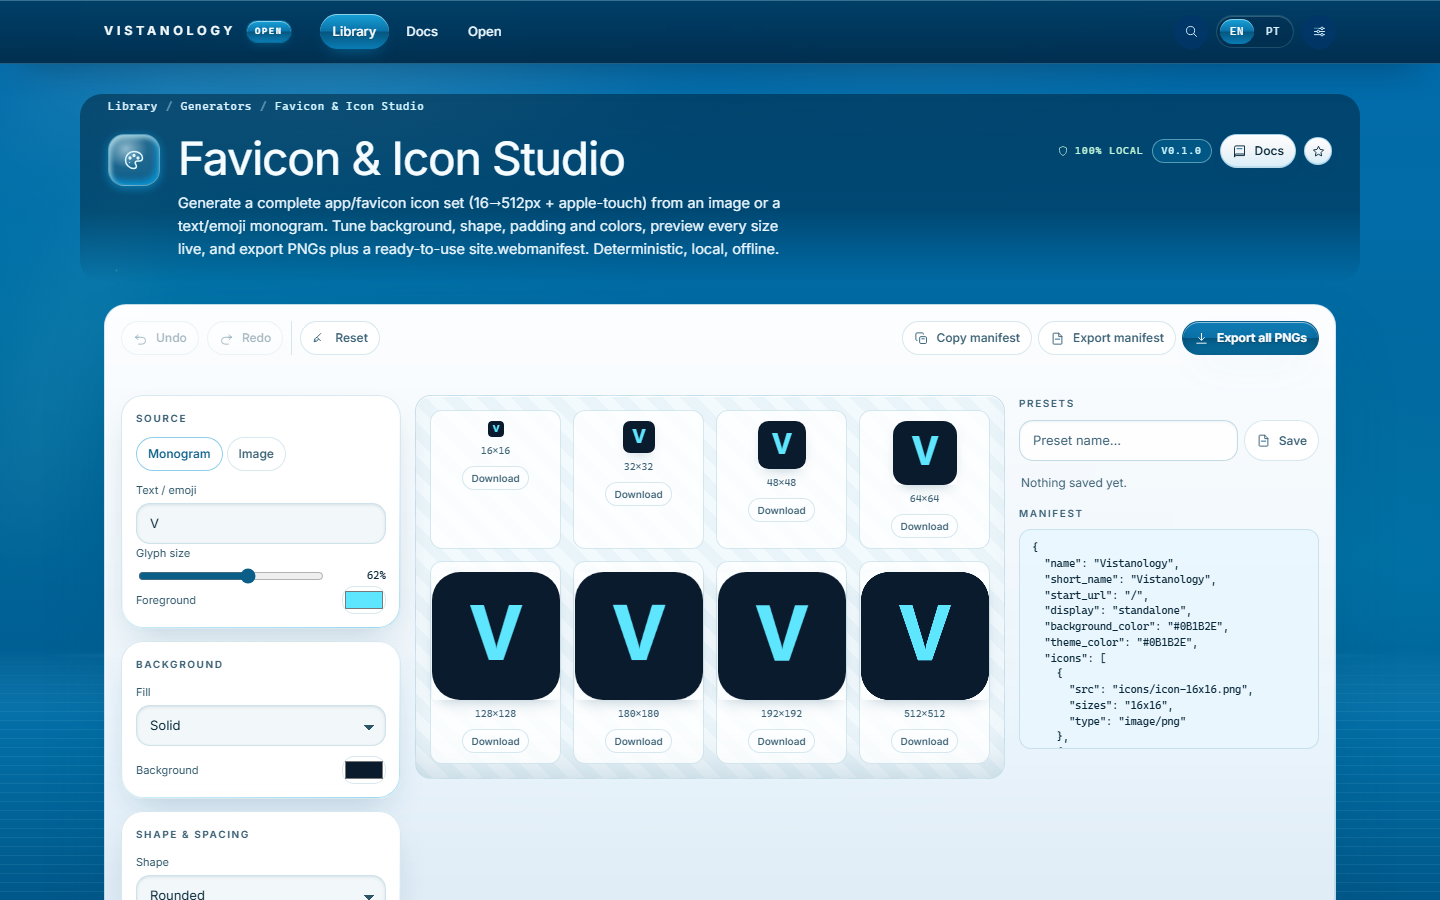 VISTANOLOGY OPEN Library Docs Open EN PT
Library / Generators / Favicon & Icon Studio
Favicon & Icon Studio
100% LOCAL V0.1.0 Docs
Generate a complete app/favicon icon set (16→512px + apple-touch) from an image or a
text/emoji monogram. Tune background, shape, padding and colors, preview every size
live, and export PNGs plus a ready-to-use site.webmanifest. Deterministic, local, offline.
Undo Redo Reset Copy manifest Export manifest Export all PNGs
SOURCE
Monogram Image
Text / emoji
V
Glyph size
62%
Foreground
BACKGROUND
Fill
Solid
Background
SHAPE & SPACING
Shape
Rounded
V V V V
16×16
Download
32×32
Download
48×48
Download
64×64
Download
V V V V
128×128 180×180 192×192 512×512
Download Download Download Download
PRESETS
Preset name... Save
Nothing saved yet.
MANIFEST
{
"name": "Vistanology",
"short_name": "Vistanology",
"start_url": "/",
"display": "standalone",
"background_color": "#0B1B2E",
"theme_color": "#0B1B2E",
"icons": [
{
"src": "icons/icon-16x16.png",
"sizes": "16x16",
"type": "image/png"
},